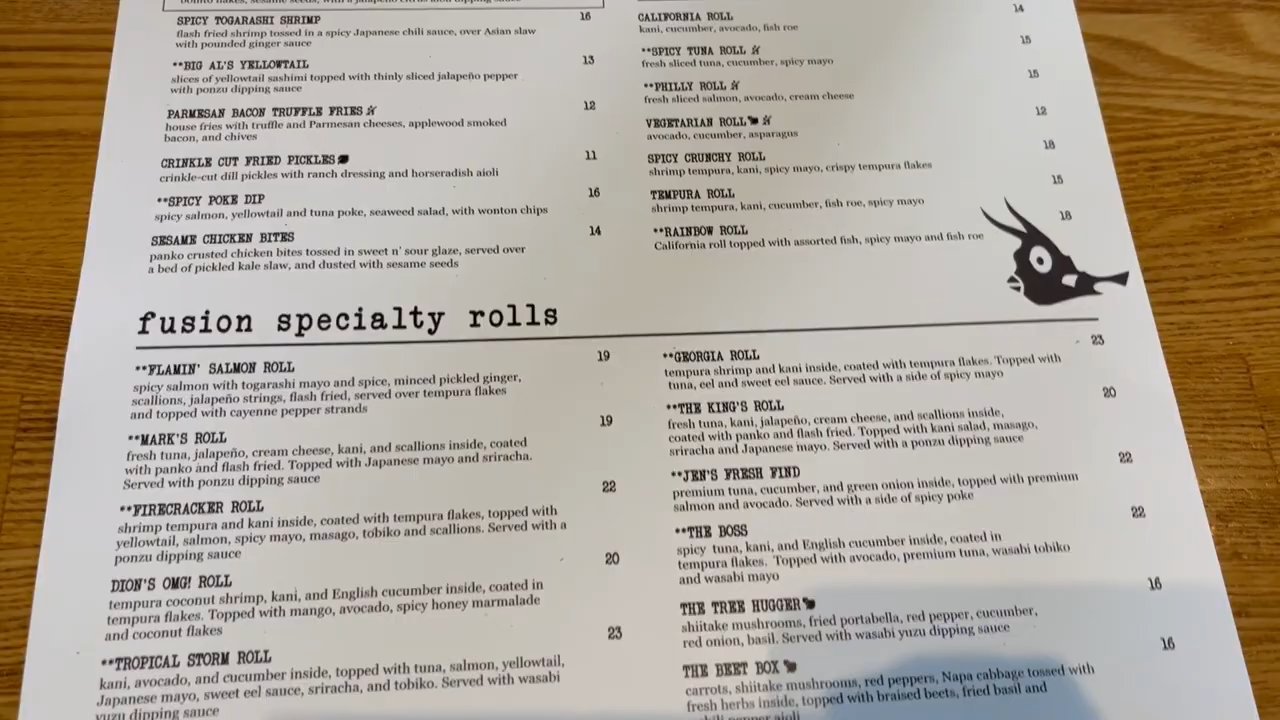 SPICY TOGARASHI SHRIMP 16
flash fried shrimp tossed in a spicy Japanese chili sauce, over Asian slaw
with pounded ginger sauce
**BIG AL'S YELLOWTAIL 13
slices of yellowtail sashimi topped with thinly sliced jalapeño pepper
with ponzu dipping sauce
PARMESAN BACON TRUFFLE FRIES 12
house fries with truffle and Parmesan cheeses, applewood smoked
bacon, and chives
CRINKLE CUT FRIED PICKLES 11
crinkle-cut dill pickles with ranch dressing and horseradish aioli
**SPICY POKE DIP 16
spicy salmon, yellowtail and tuna poke, seaweed salad, with wonton chips
SESAME CHICKEN BITES 14
panko crusted chicken bites tossed in sweet n' sour glaze, served over
a bed of pickled kale slaw, and dusted with sesame seeds
CALIFORNIA ROLL 14
kani, cucumber, avocado, fish roe
**SPICY TUNA ROLL 15
fresh sliced tuna, cucumber, spicy mayo
**PHILLY ROLL 15
fresh sliced salmon, avocado, cream cheese
VEGETARIAN ROLL 12
avocado, cucumber, asparagus
SPICY CRUNCHY ROLL 18
shrimp tempura, kani, spicy mayo, crispy tempura flakes
TEMPURA ROLL 15
shrimp tempura, kani, cucumber, fish roe, spicy mayo
**RAINBOW ROLL 18
California roll topped with assorted fish, spicy mayo and fish roe
fusion specialty rolls
**FLAMIN' SALMON ROLL 19
spicy salmon with togarashi mayo and spice, minced pickled ginger,
scallions, jalapeño strings, flash fried, served over tempura flakes
and topped with cayenne pepper strands
**MARK'S ROLL 19
fresh tuna, jalapeño, cream cheese, kani, and scallions inside, coated
with panko and flash fried. Topped with Japanese mayo and sriracha.
Served with ponzu dipping sauce
**FIRECRACKER ROLL 22
shrimp tempura and kani inside, coated with tempura flakes, topped with
yellowtail, salmon, spicy mayo, masago, tobiko and scallions. Served with a
ponzu dipping sauce
DION'S OMG! ROLL 20
tempura coconut shrimp, kani, and English cucumber inside, coated in
tempura flakes. Topped with mango, avocado, spicy honey marmalade
and coconut flakes
**TROPICAL STORM ROLL 23
kani, avocado, and cucumber inside, topped with tuna, salmon, yellowtail,
Japanese mayo, sweet eel sauce, sriracha, and tobiko. Served with wasabi
yuzu dipping sauce
**GEORGIA ROLL 23
tempura shrimp and kani inside, coated with tempura flakes. Topped with
tuna, eel and sweet eel sauce. Served with a side of spicy mayo
**THE KING'S ROLL 20
fresh tuna, kani, jalapeño, cream cheese, and scallions inside,
coated with panko and flash fried. Topped with kani salad, masago,
sriracha and Japanese mayo. Served with a ponzu dipping sauce
**JEN'S FRESH FIND 22
premium tuna, cucumber, and green onion inside, topped with premium
salmon and avocado. Served with a side of spicy poke
**THE BOSS 22
spicy tuna, kani, and English cucumber inside, coated in
tempura flakes. Topped with avocado, premium tuna, wasabi tobiko
and wasabi mayo
THE TREE HUGGER 16
shiitake mushrooms, fried portabella, red pepper, cucumber,
red onion, basil. Served with wasabi yuzu dipping sauce
THE BEET BOX 16
carrots, shiitake mushrooms, red peppers, Napa cabbage tossed with
fresh herbs inside, topped with braised beets, fried basil and
pepper aioli